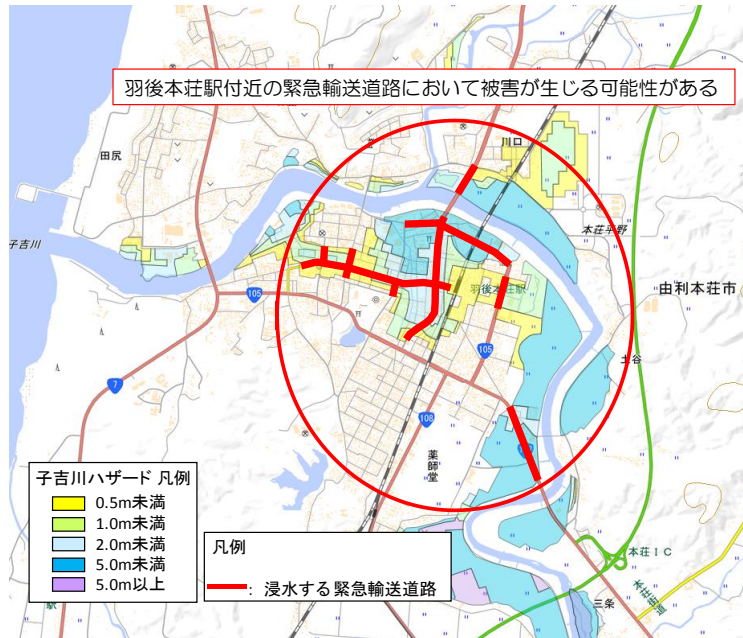 羽後本荘駅付近の緊急輸送道路において被害が生じる可能性がある
川口
田尻
本荘平野
子吉川
羽後本荘駅
由利本荘市
105
土谷
105
7
108
薬師堂
子吉川ハザード 凡例
0.5m未満
1.0m未満
2.0m未満
5.0m未満
5.0m以上
凡例
: 浸水する緊急輸送道路
本荘IC
本荘街道
三条
駅